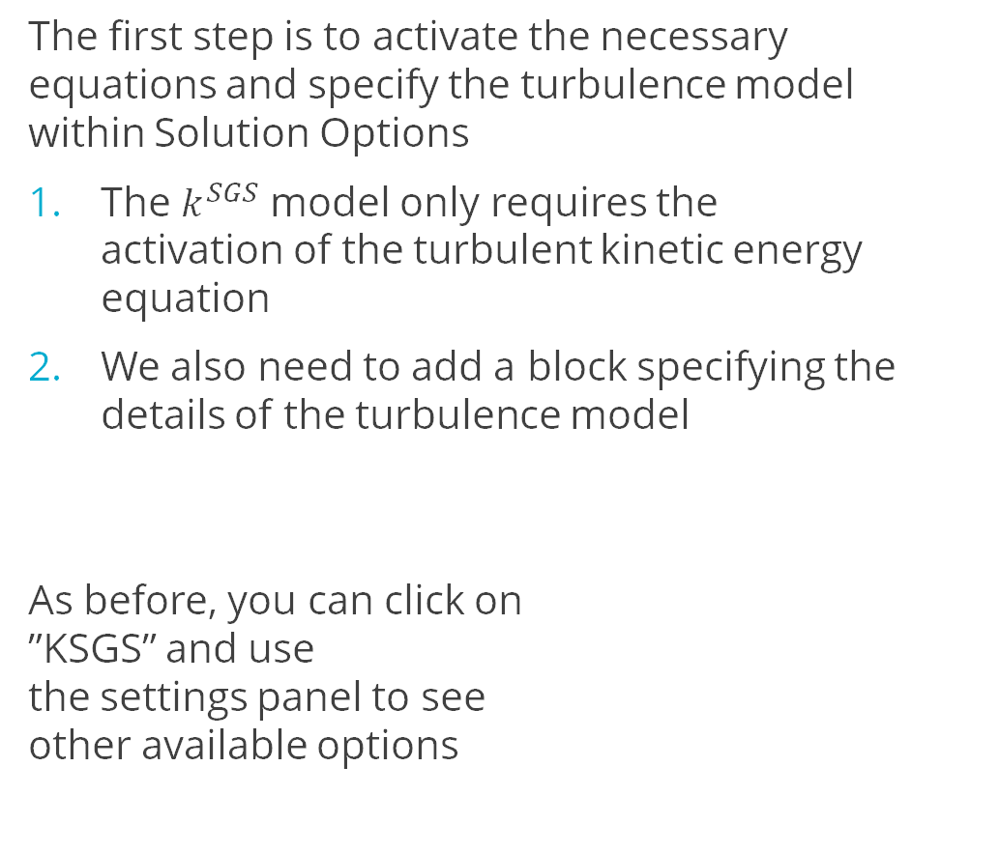 The first step is to activate the necessary
equations and specify the turbulence model
within Solution Options
1. The k^SGS model only requires the
activation of the turbulent kinetic energy
equation
2. We also need to add a block specifying the
details of the turbulence model
As before, you can click on
”KSGS” and use
the settings panel to see
other available options